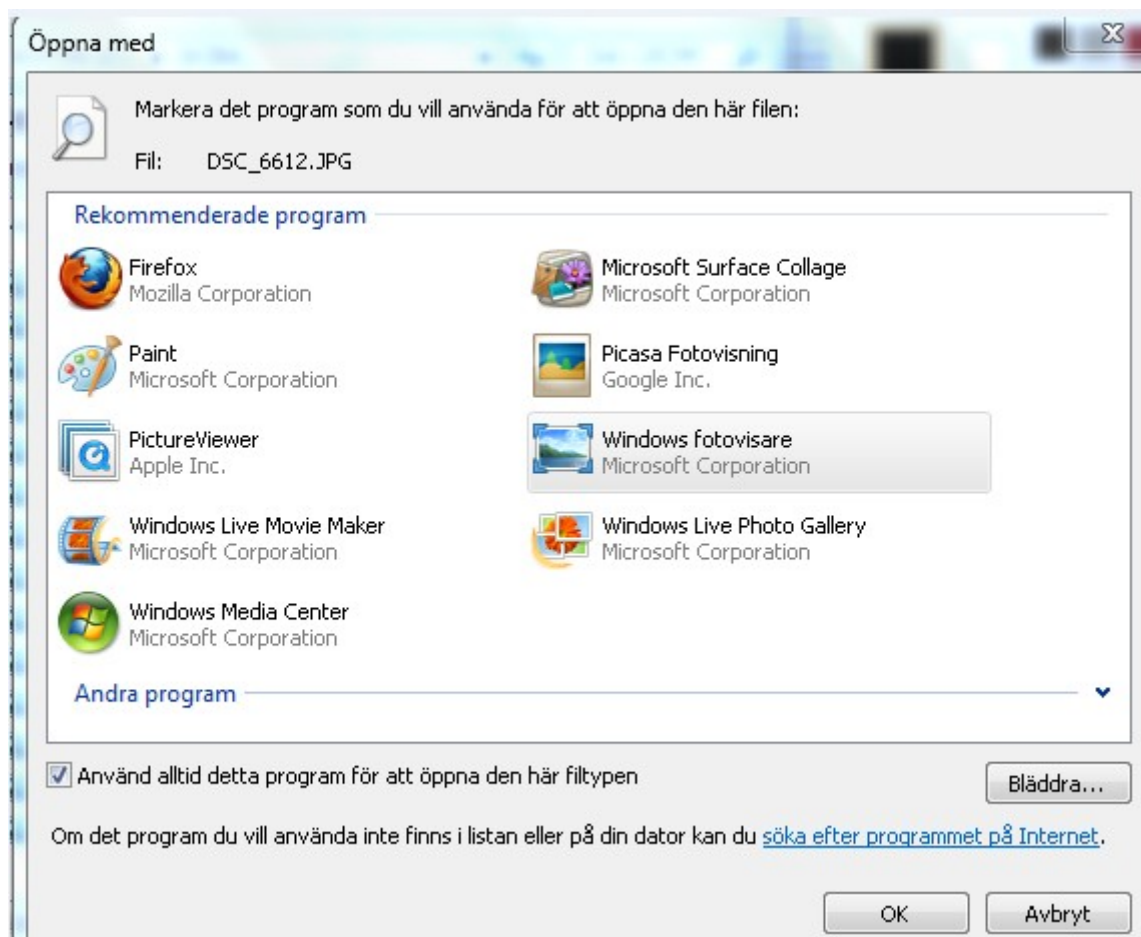 Öppna med
Markera det program som du vill använda för att öppna den här filen:
Fil: DSC_6612.JPG
Rekommenderade program
Firefox
Mozilla Corporation
Microsoft Surface Collage
Microsoft Corporation
Paint
Microsoft Corporation
Picasa Fotovisning
Google Inc.
PictureViewer
Apple Inc.
Windows fotovisare
Microsoft Corporation
Windows Live Movie Maker
Microsoft Corporation
Windows Live Photo Gallery
Microsoft Corporation
Windows Media Center
Microsoft Corporation
Andra program
Använd alltid detta program för att öppna den här filtypen
Bläddra...
Om det program du vill använda inte finns i listan eller på din dator kan du söka efter programmet på Internet.
OK
Avbryt